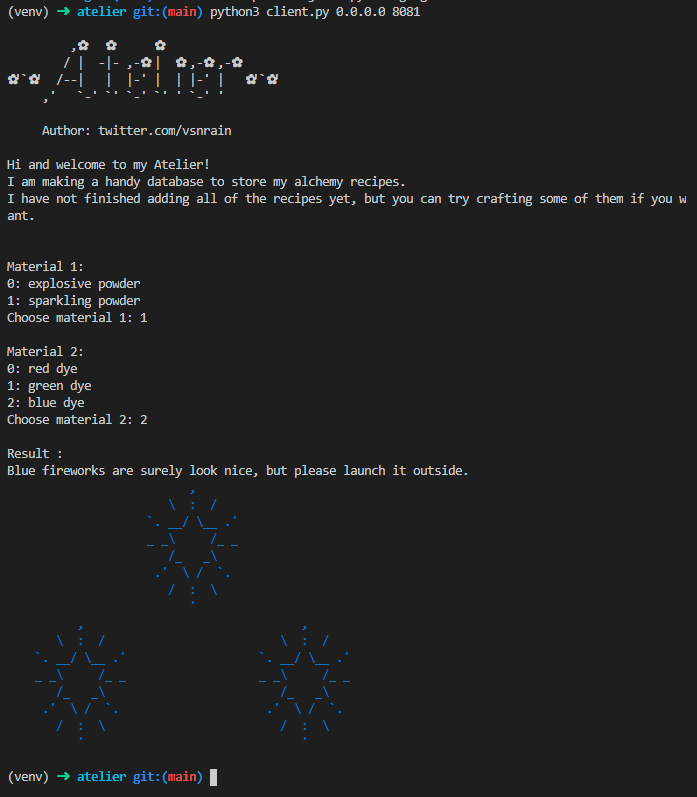 (venv) ➜ atelier git:(main) python3 client.py 0.0.0.0 8081
Author: twitter.com/vsnrain
Hi and welcome to my Atelier!
I am making a handy database to store my alchemy recipes.
I have not finished adding all of the recipes yet, but you can try crafting some of them if you w
ant.
Material 1:
0: explosive powder
1: sparkling powder
Choose material 1: 1
Material 2:
0: red dye
1: green dye
2: blue dye
Choose material 2: 2
Result :
Blue fireworks are surely look nice, but please launch it outside.
(venv) ➜ atelier git:(main)